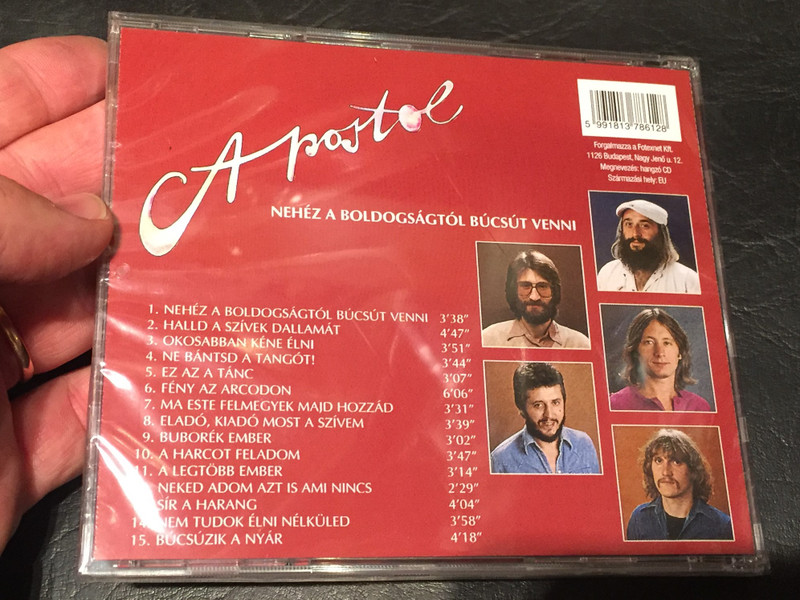 Apostol
5 991813 786128
Forgalmazza a Fotexnet Kft.
1126 Budapest, Nagy Jenő u. 12.
Megnevezés: hangzó CD
Származási hely: EU
NEHÉZ A BOLDOGSÁGTÓL BÚCSÚT VENNI
1. NEHÉZ A BOLDOGSÁGTÓL BÚCSÚT VENNI 3'38"
2. HALLD A SZÍVEK DALLAMÁT 4'47"
3. OKOSABBAN KÉNE ÉLNI 3'51"
4. NE BÁNTSD A TANGÓT! 3'44"
5. EZ AZ A TÁNC 3'07"
6. FÉNY AZ ARCODON 6'06"
7. MA ESTE FELMEGYEK MAJD HOZZÁD 3'31"
8. ELADÓ, KIADÓ MOST A SZÍVEM 3'39"
9. BUBORÉK EMBER 3'02"
10. A HARCOT FELADOM 3'47"
11. A LEGTÖBB EMBER 3'14"
NEKED ADOM AZT IS AMI NINCS 2'29"
SÍR A HARANG 4'04"
14. NEM TUDOK ÉLNI NÉLKÜLED 3'58"
15. BÚCSÚZIK A NYÁR 4'18"